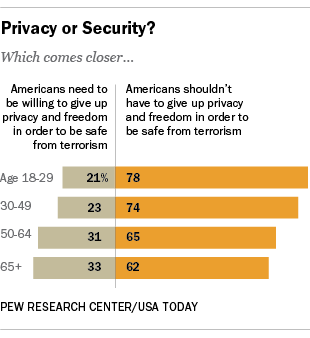 Privacy or Security?
Which comes closer...
Americans need to
be willing to give up
privacy and freedom
in order to be safe
from terrorism
Americans shouldn't
have to give up privacy
and freedom in order to
be safe from terrorism
Age 18-29 21% 78
30-49 23 74
50-64 31 65
65+ 33 62
PEW RESEARCH CENTER/USA TODAY